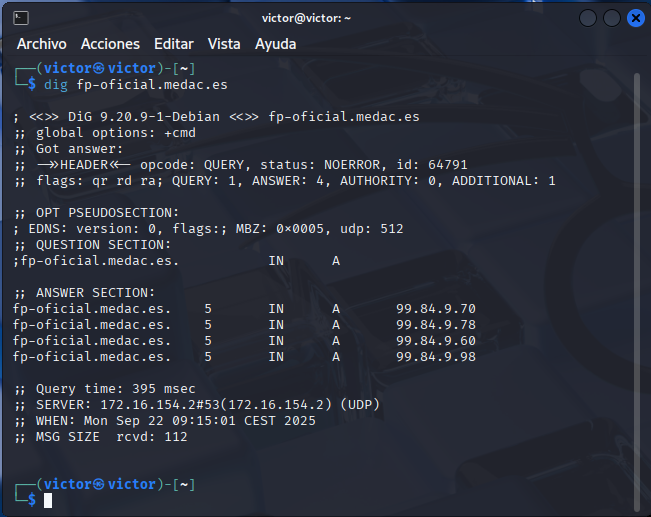 victor@victor: ~
Archivo Acciones Editar Vista Ayuda
┌──(victor㉿victor)-[~]
└─$ dig fp-oficial.medac.es

; <<>> DiG 9.20.9-1-Debian <<>> fp-oficial.medac.es
;; global options: +cmd
;; Got answer:
;; ->>HEADER<<- opcode: QUERY, status: NOERROR, id: 64791
;; flags: qr rd ra; QUERY: 1, ANSWER: 4, AUTHORITY: 0, ADDITIONAL: 1

;; OPT PSEUDOSECTION:
; EDNS: version: 0, flags:; MBZ: 0x0005, udp: 512
;; QUESTION SECTION:
;fp-oficial.medac.es. IN A

;; ANSWER SECTION:
fp-oficial.medac.es. 5 IN A 99.84.9.70
fp-oficial.medac.es. 5 IN A 99.84.9.78
fp-oficial.medac.es. 5 IN A 99.84.9.60
fp-oficial.medac.es. 5 IN A 99.84.9.98

;; Query time: 395 msec
;; SERVER: 172.16.154.2#53(172.16.154.2) (UDP)
;; WHEN: Mon Sep 22 09:15:01 CEST 2025
;; MSG SIZE rcvd: 112

┌──(victor㉿victor)-[~]
└─$